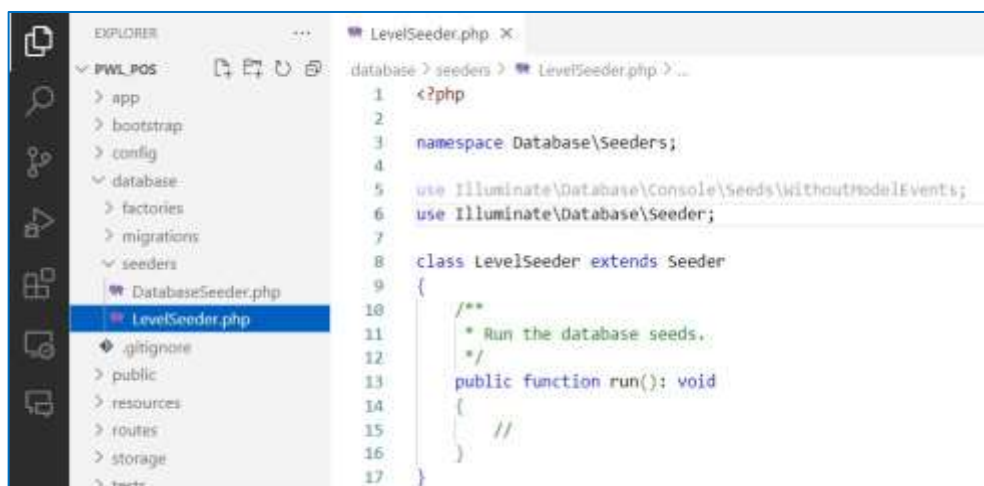 EXPLORER ...
PWL_POS
app
bootstrap
config
database
factories
migrations
seeders
DatabaseSeeder.php
LevelSeeder.php
.gitignore
public
resources
routes
storage
tests
LevelSeeder.php ×
database > seeders > LevelSeeder.php > ...
1 <?php
2
3 namespace Database\Seeders;
4
5 use Illuminate\Database\Console\Seeds\WithoutModelEvents;
6 use Illuminate\Database\Seeder;
7
8 class LevelSeeder extends Seeder
9 {
10 /**
11 * Run the database seeds.
12 */
13 public function run(): void
14 {
15 //
16 }
17 }